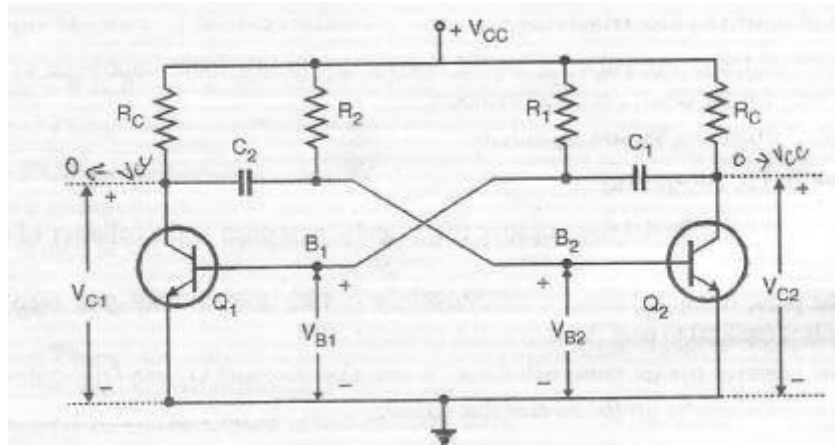 + VCC
RC
R2
R1
RC
C2
C1
0 ← VCC
0 → VCC
+
+
B1
B2
+
+
Q1
Q2
VC1
VB1
VB2
VC2
−
−
−
−